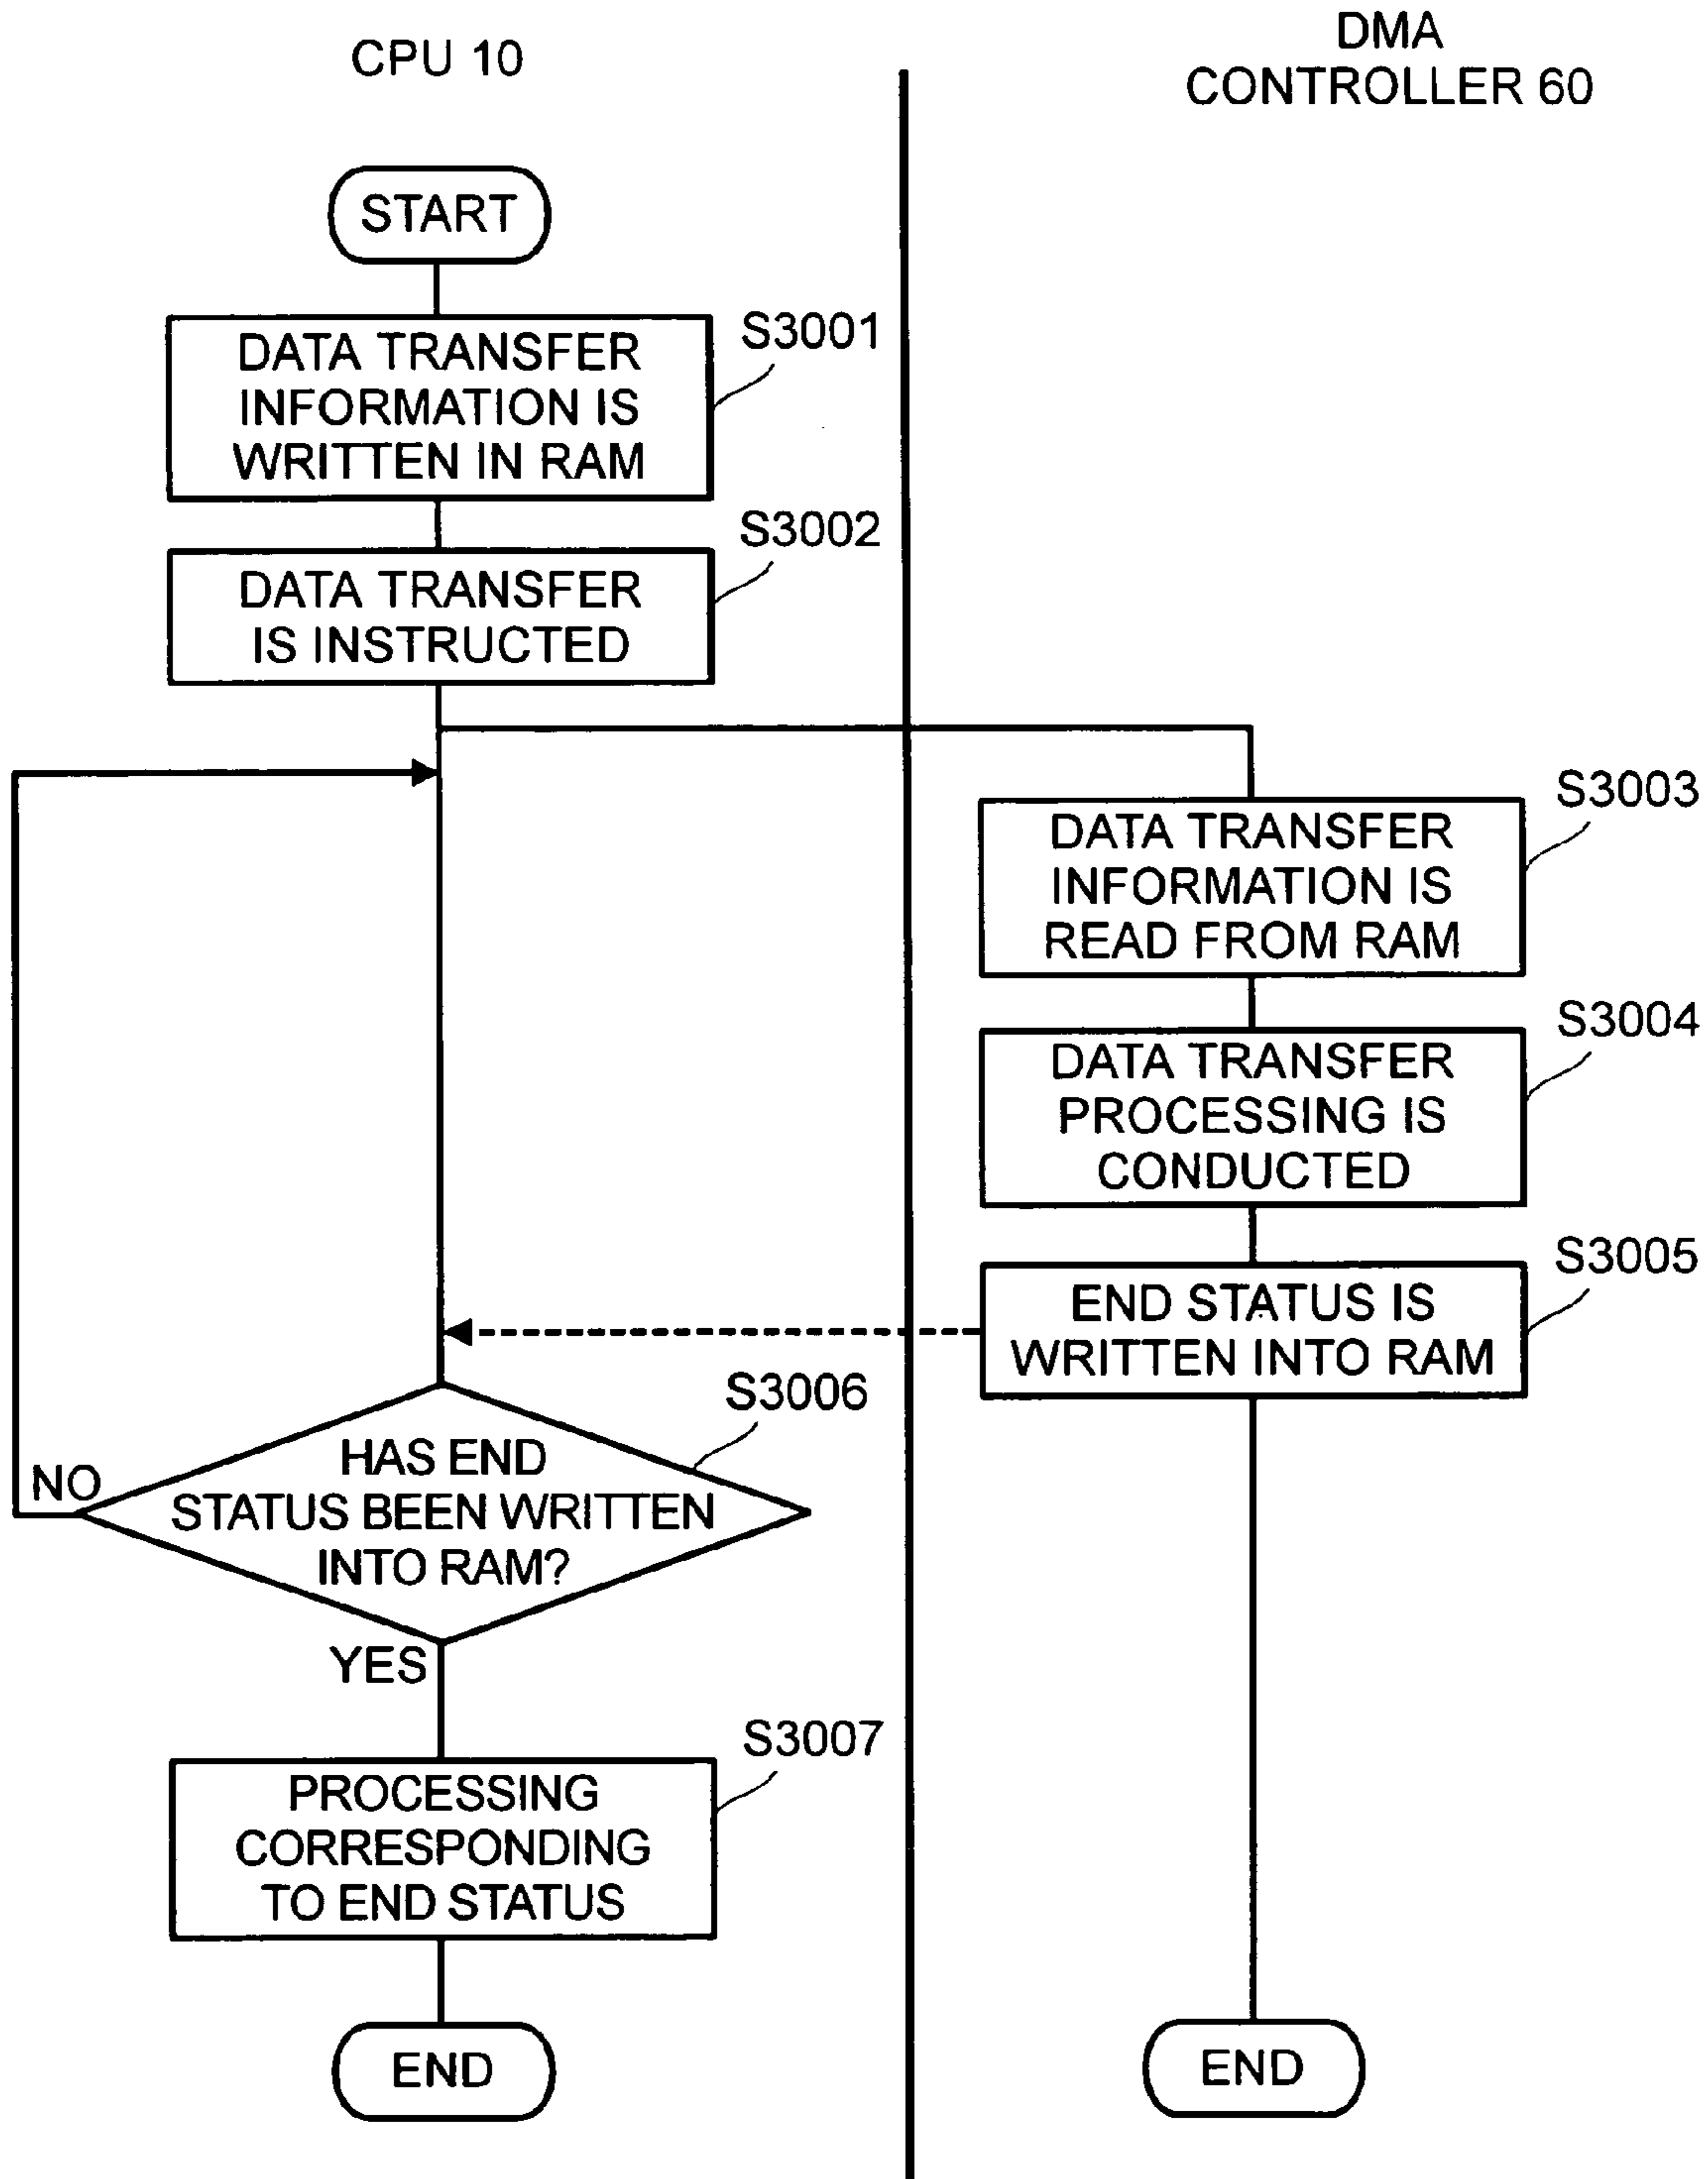 CPU 10
DMA
CONTROLLER 60
START
S3001
DATA TRANSFER
INFORMATION IS
WRITTEN IN RAM
S3002
DATA TRANSFER
IS INSTRUCTED
S3003
DATA TRANSFER
INFORMATION IS
READ FROM RAM
S3004
DATA TRANSFER
PROCESSING IS
CONDUCTED
S3005
END STATUS IS
WRITTEN INTO RAM
S3006
HAS END
STATUS BEEN WRITTEN
INTO RAM?
NO
YES
S3007
PROCESSING
CORRESPONDING
TO END STATUS
END
END